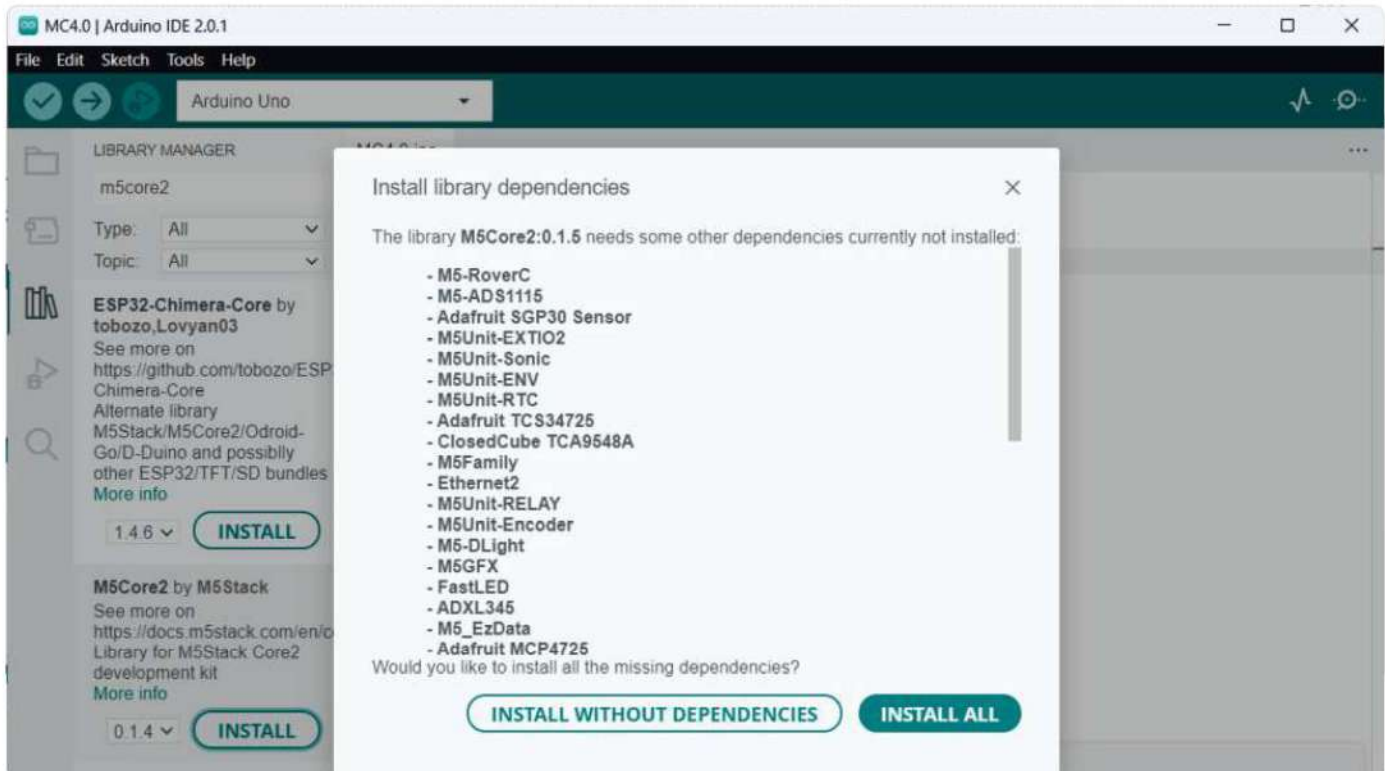 MC4.0 | Arduino IDE 2.0.1
File Edit Sketch Tools Help
Arduino Uno
LIBRARY MANAGER
m5core2
Type: All
Topic: All
ESP32-Chimera-Core by
tobozo,Lovyan03
See more on
https://github.com/tobozo/ESP
Chimera-Core
Alternate library
M5Stack/M5Core2/Odroid-
Go/D-Duino and possiblly
other ESP32/TFT/SD bundles
More info
1.4.6 INSTALL
M5Core2 by M5Stack
See more on
https://docs.m5stack.com/en/c
Library for M5Stack Core2
development kit
More info
0.1.4 INSTALL
Install library dependencies
The library M5Core2:0.1.5 needs some other dependencies currently not installed:
- M5-RoverC
- M5-ADS1115
- Adafruit SGP30 Sensor
- M5Unit-EXTIO2
- M5Unit-Sonic
- M5Unit-ENV
- M5Unit-RTC
- Adafruit TCS34725
- ClosedCube TCA9548A
- M5Family
- Ethernet2
- M5Unit-RELAY
- M5Unit-Encoder
- M5-DLight
- M5GFX
- FastLED
- ADXL345
- M5_EzData
- Adafruit MCP4725
Would you like to install all the missing dependencies?
INSTALL WITHOUT DEPENDENCIES INSTALL ALL